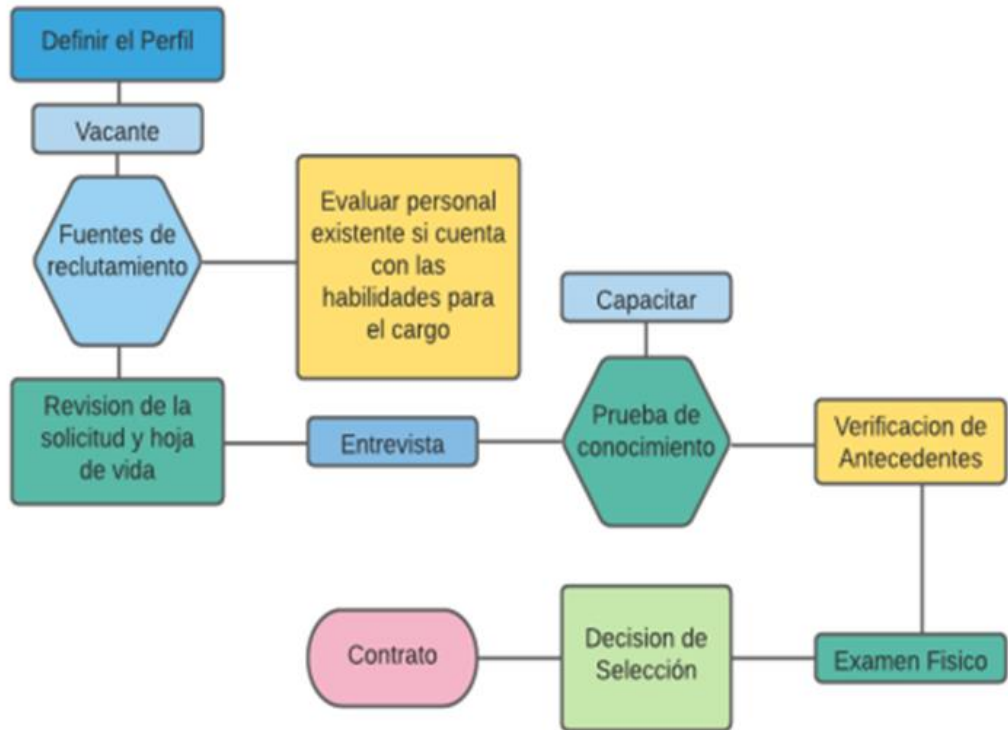 Definir el Perfil
Vacante
Fuentes de
reclutamiento
Evaluar personal
existente si cuenta
con las
habilidades para
el cargo
Revision de la
solicitud y hoja
de vida
Entrevista
Capacitar
Prueba de
conocimiento
Verificacion de
Antecedentes
Examen Fisico
Decision de
Selección
Contrato